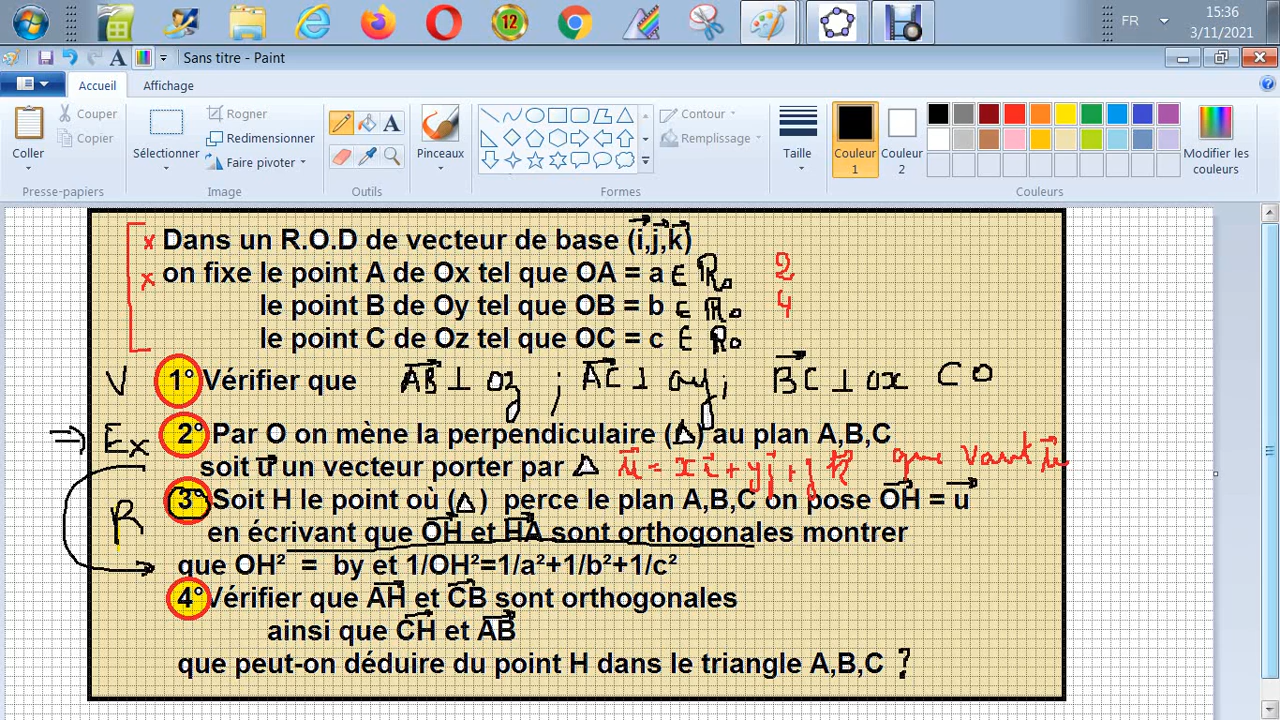 12
FR
15:36
3/11/2021
Sans titre - Paint
Accueil
Affichage
Coller
Couper
Copier
Presse-papiers
Sélectionner
Rogner
Redimensionner
Faire pivoter
Image
Outils
Pinceaux
Contour
Remplissage
Formes
Taille
Couleur 1
Couleur 2
Modifier les couleurs
Couleurs
x Dans un R.O.D de vecteur de base (i,j,k)
x on fixe le point A de Ox tel que OA = a ∈ R₀ 2
le point B de Oy tel que OB = b ∈ R₀ 4
le point C de Oz tel que OC = c ∈ R₀
V 1° Vérifier que AB ⊥ oz ; AC ⊥ oy ; BC ⊥ ox CO
⇒ Ex 2° Par O on mène la perpendiculaire (Δ) au plan A,B,C
soit u un vecteur porter par Δ u = xi + yj + zk que vaut u
R 3° Soit H le point où (Δ) perce le plan A,B,C on pose OH = u
en écrivant que OH et HA sont orthogonales montrer
que OH² = by et 1/OH²=1/a²+1/b²+1/c²
4° Vérifier que AH et CB sont orthogonales
ainsi que CH et AB
que peut-on déduire du point H dans le triangle A,B,C ?